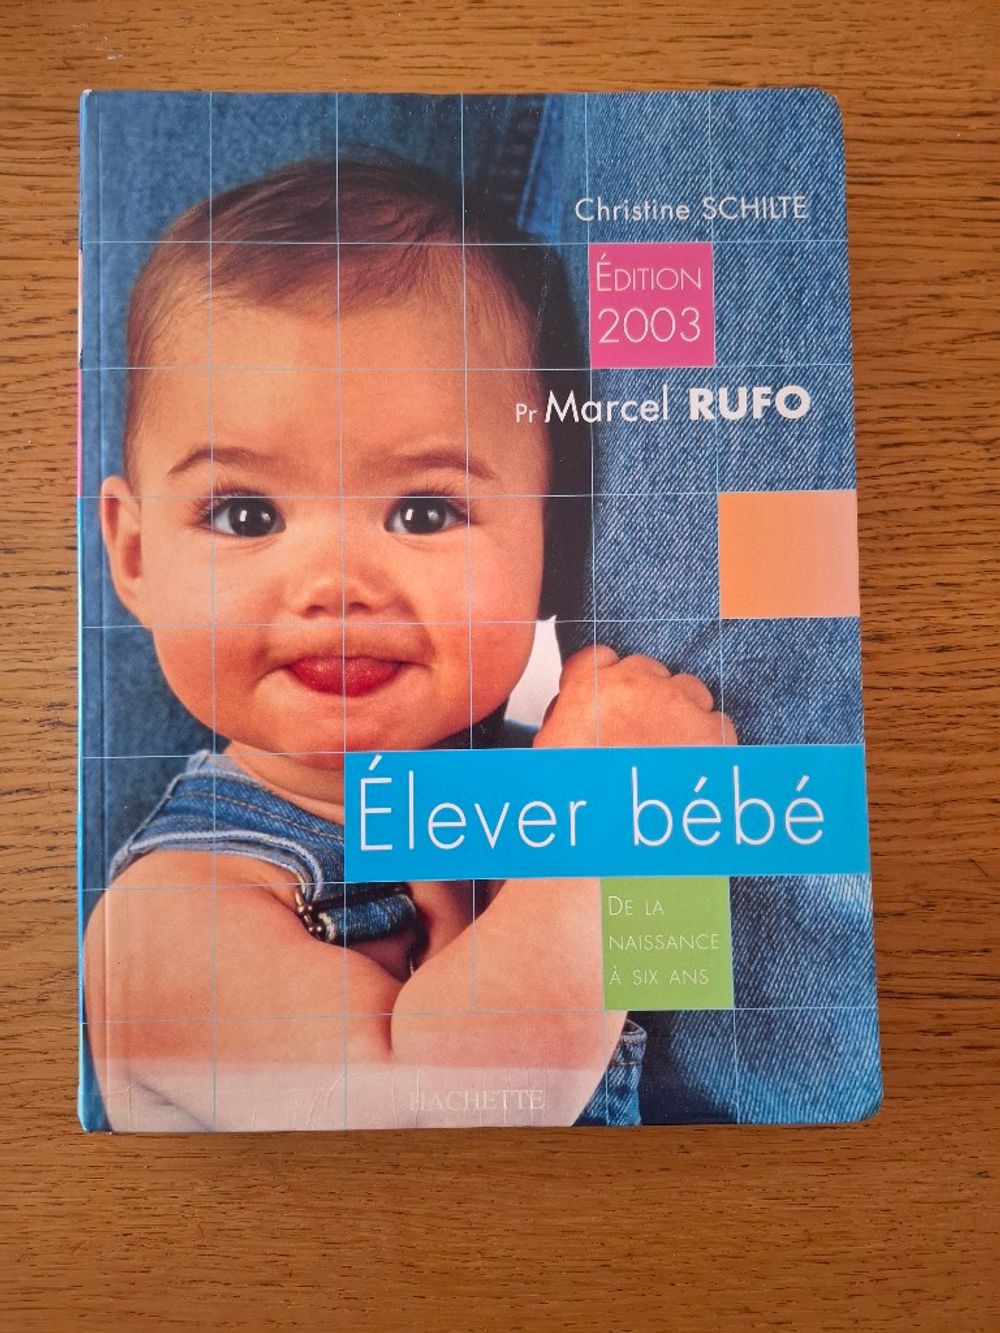 Christine SCHILTE
ÉDITION
2003
Pr Marcel RUFO
Élever bébé
DE LA
NAISSANCE
À SIX ANS
HACHETTE